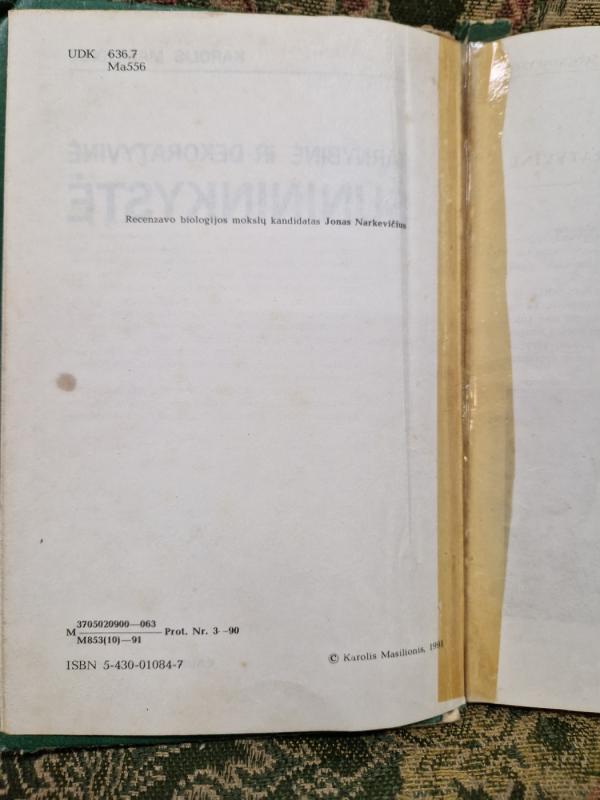 UDK 636.7
Ma556
Recenzavo biologijos mokslų kandidatas Jonas Narkevičius
3705020900—063
M Prot. Nr. 3—90
M853(10)—91
ISBN 5-430-01084-7
© Karolis Masilionis, 1991